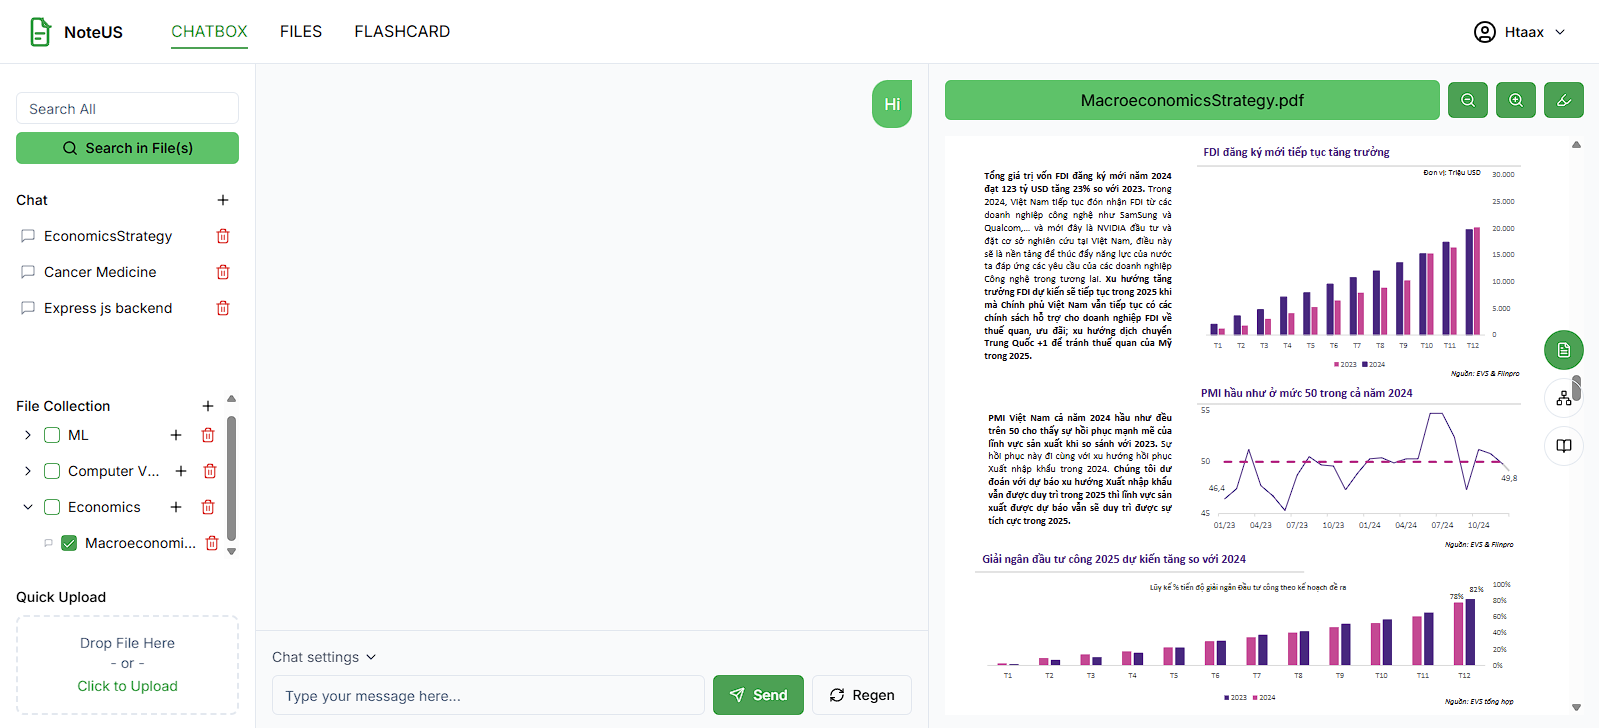 NoteUS
CHATBOX
FILES
FLASHCARD
Htaax
Search All
Search in File(s)
Chat
EconomicsStrategy
Cancer Medicine
Express js backend
File Collection
ML
Computer V...
Economics
Macroeconomi...
Quick Upload
Drop File Here
- or -
Click to Upload
Hi
Chat settings
Type your message here...
Send
Regen
MacroeconomicsStrategy.pdf
Tổng giá trị vốn FDI đăng ký mới năm 2024
đạt 123 tỷ USD tăng 23% so với 2023. Trong
2024, Việt Nam tiếp tục đón nhận FDI từ các
doanh nghiệp công nghệ như SamSung và
Qualcom,... và mới đây là NVIDIA đầu tư và
đặt cơ sở nghiên cứu tại Việt Nam, điều này
sẽ là nền tảng để thúc đẩy năng lực của nước
ta đáp ứng các yêu cầu của các doanh nghiệp
Công nghệ trong tương lai. Xu hướng tăng
trưởng FDI dự kiến sẽ tiếp tục trong 2025 khi
mà Chính phủ Việt Nam vẫn tiếp tục có các
chính sách hỗ trợ cho doanh nghiệp FDI về
thuế quan, ưu đãi; xu hướng dịch chuyển
Trung Quốc +1 để tránh thuế quan của Mỹ
trong 2025.
FDI đăng ký mới tiếp tục tăng trưởng
Đơn vị: Triệu USD
30.000
25.000
20.000
15.000
10.000
5.000
0
T1 T2 T3 T4 T5 T6 T7 T8 T9 T10 T11 T12
2023 2024
Nguồn: EVS & Fiinpro
PMI Việt Nam cả năm 2024 hầu như đều
trên 50 cho thấy sự hồi phục mạnh mẽ của
lĩnh vực sản xuất khi so sánh với 2023. Sự
hồi phục này đi cùng với xu hướng hồi phục
Xuất nhập khẩu trong 2024. Chúng tôi dự
đoán với dự báo xu hướng Xuất nhập khẩu
vẫn được duy trì trong 2025 thì lĩnh vực sản
xuất được dự báo vẫn sẽ duy trì được sự
tích cực trong 2025.
PMI hầu như ở mức 50 trong cả năm 2024
55
50
45
46,4
49,8
01/23 04/23 07/23 10/23 01/24 04/24 07/24 10/24
Nguồn: EVS & Fiinpro
Giải ngân đầu tư công 2025 dự kiến tăng so với 2024
Lũy kế % tiến độ giải ngân Đầu tư công theo kế hoạch đề ra
78% 82%
100%
80%
60%
40%
20%
0%
T1 T2 T3 T4 T5 T6 T7 T8 T9 T10 T11 T12
2023 2024
Nguồn: EVS tổng hợp